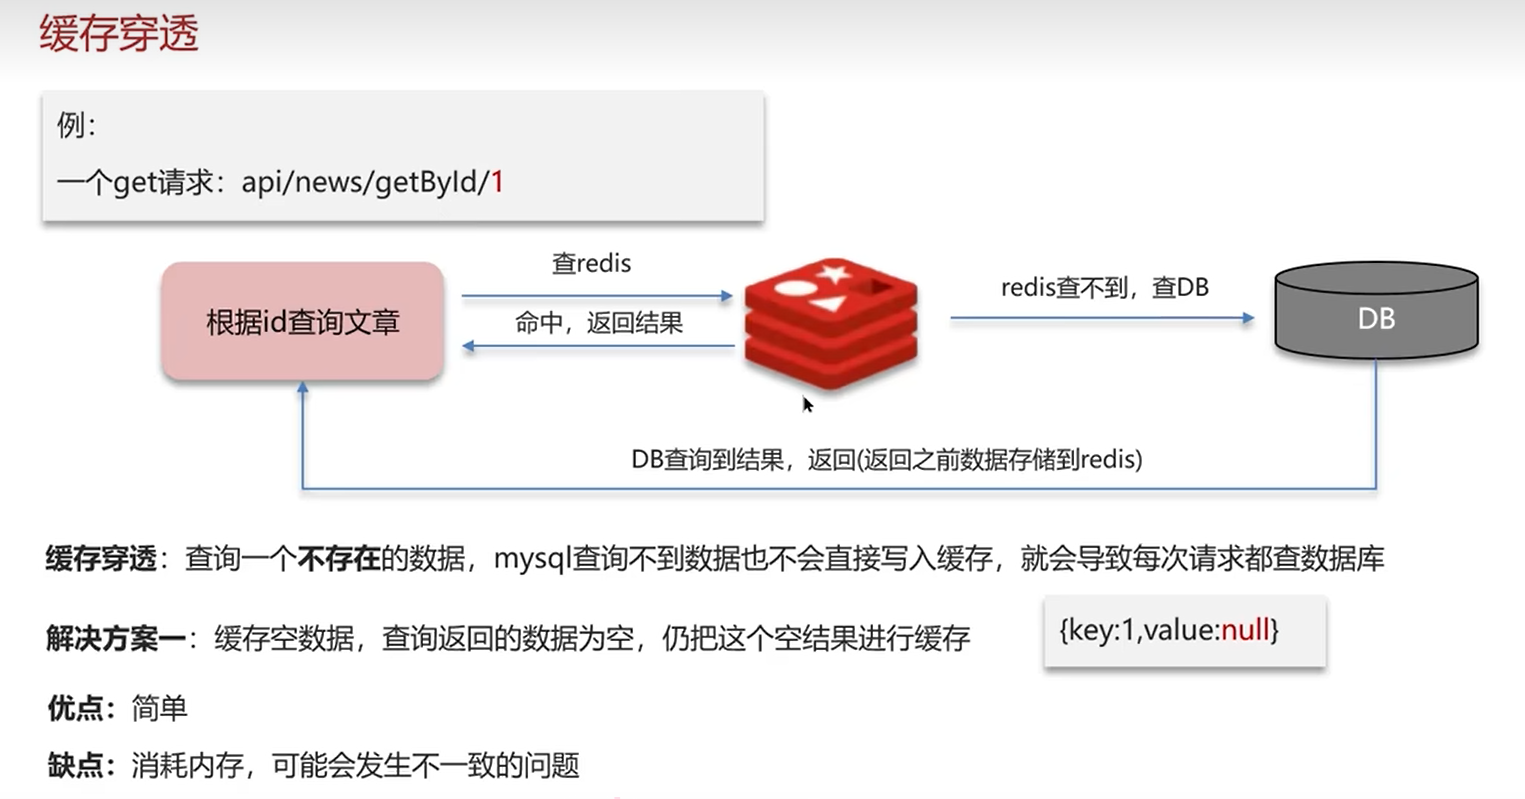 缓存穿透
例：
一个get请求：api/news/getById/1
查redis
根据id查询文章
命中，返回结果
redis查不到，查DB
DB
DB查询到结果，返回(返回之前数据存储到redis)
缓存穿透：查询一个不存在的数据，mysql查询不到数据也不会直接写入缓存，就会导致每次请求都查数据库
解决方案一：缓存空数据，查询返回的数据为空，仍把这个空结果进行缓存
{key:1,value:null}
优点：简单
缺点：消耗内存，可能会发生不一致的问题